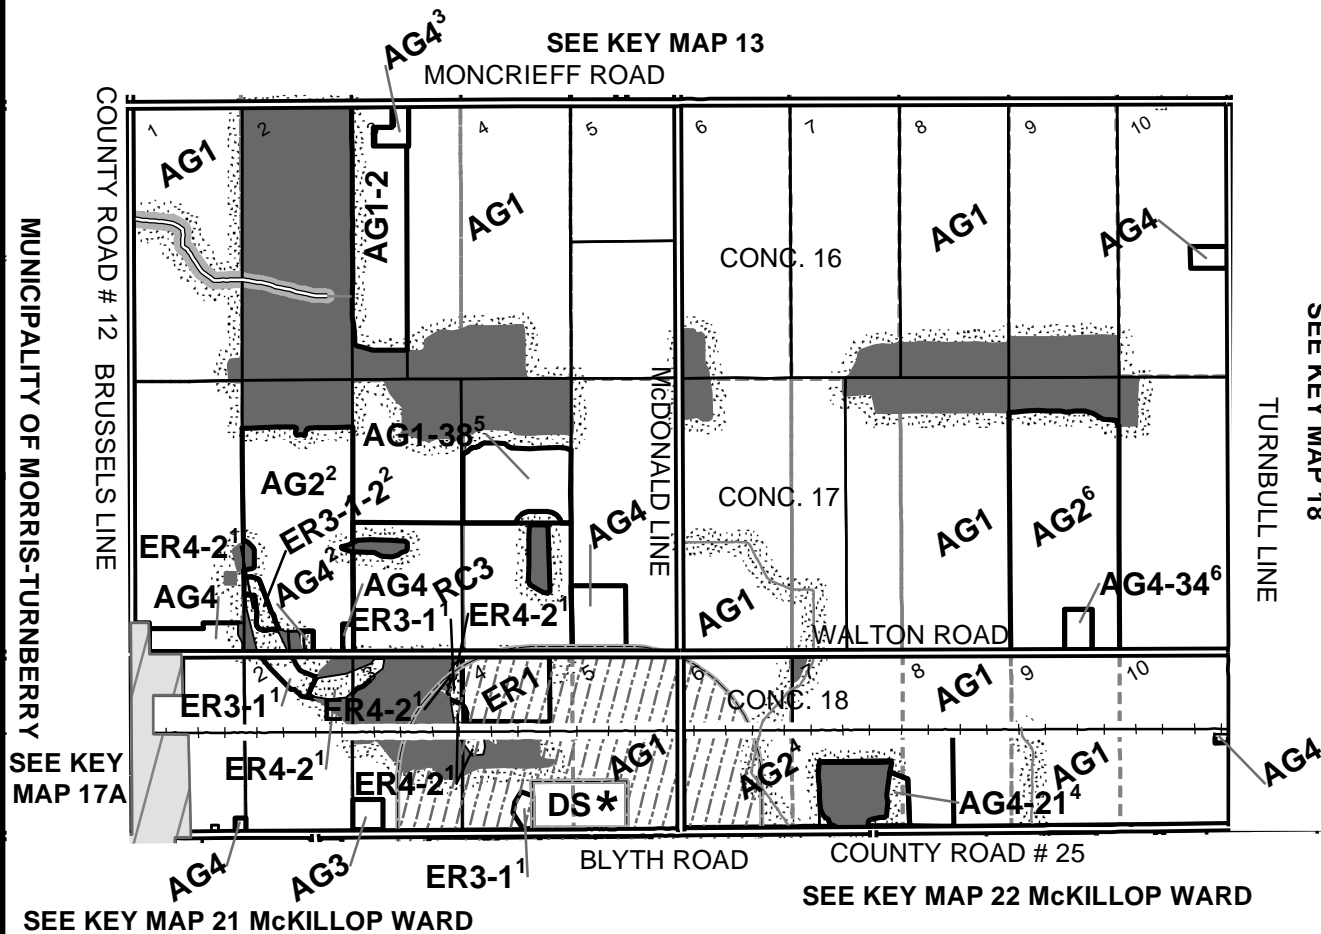 AG4³
SEE KEY MAP 13
MONCRIEFF ROAD
COUNTY ROAD # 12 BRUSSELS LINE
MUNICIPALITY OF MORRIS-TURNBERRY
1
2
3
4
5
6
7
8
9
10
AG1
AG1-2
AG1
AG1
AG4
CONC. 16
SEE KEY MAP 18
TURNBULL LINE
McDONALD LINE
AG1-38⁵
AG2²
ER3-1-2²
CONC. 17
AG4
AG1
AG2⁶
ER4-2¹
AG4²
AG4
RC3
AG4-34⁶
AG4
ER3-1¹
ER4-2¹
AG1
WALTON ROAD
2
3
4
5
6
7
8
9
10
ER3-1¹
ER4-2¹
ER1
CONC. 18
AG1
SEE KEY
MAP 17A
ER4-2¹
ER4-2¹
AG1
AG2⁴
AG1
AG4
DS*
AG4-21⁴
AG4
AG3
ER3-1¹
BLYTH ROAD
COUNTY ROAD # 25
SEE KEY MAP 22 McKILLOP WARD
SEE KEY MAP 21 McKILLOP WARD